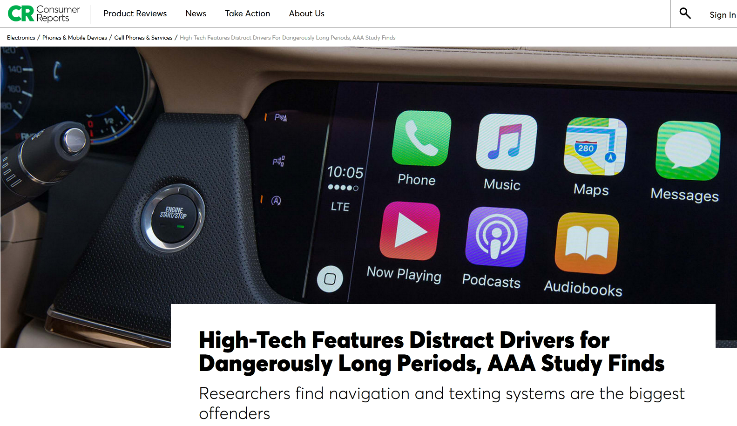 CR Consumer Reports
Product Reviews
News
Take Action
About Us
Sign In
Electronics / Phones & Mobile Devices / Cell Phones & Services / High-Tech Features Distract Drivers For Dangerously Long Periods, AAA Study Finds
ENGINE
START/STOP
10:05
LTE
Phone
Music
280
Maps
Messages
Now Playing
Podcasts
Audiobooks
High-Tech Features Distract Drivers for
Dangerously Long Periods, AAA Study Finds
Researchers find navigation and texting systems are the biggest
offenders